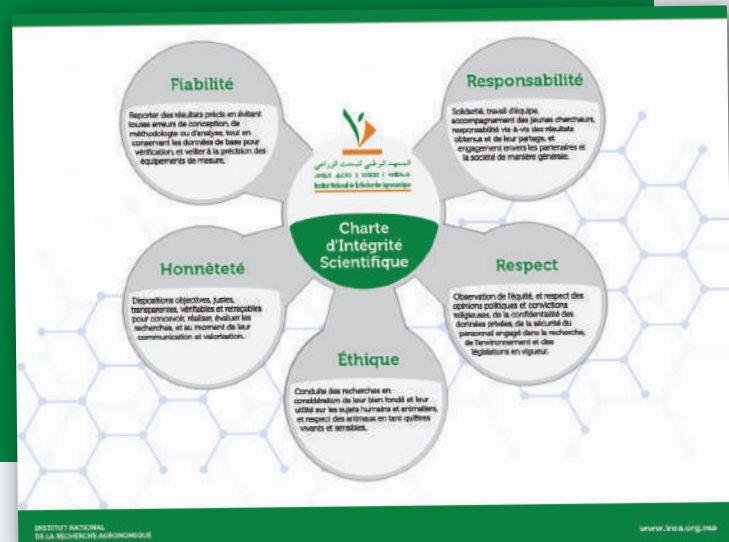 Fiabilité
Reporter des résultats précis en évitant
toutes erreurs de conception, de
méthodologie ou d'analyse, tout en
conservant les données de base pour
vérification, et veiller à la précision des
équipements de mesure.
Responsabilité
Solidarité, travail d'équipe,
accompagnement des jeunes chercheurs,
responsabilité vis-à-vis des résultats
obtenus et de leur partage, et
engagement envers les partenaires et
la société de manière générale.
المعهد الوطني للبحث الزراعي
Institut National de la Recherche Agronomique
Charte
d'Intégrité
Scientifique
Honnêteté
Dispositions objectives, justes,
transparentes, vérifiables et retraçables
pour concevoir, réaliser, évaluer les
recherches, et au moment de leur
communication et valorisation.
Respect
Observation de l'équité, et respect des
opinions politiques et convictions
religieuses, de la confidentialité des
données privées, de la sécurité du
personnel engagé dans la recherche,
de l'environnement et des
législations en vigueur.
Éthique
Conduite des recherches en
considération de leur bien fondé et leur
utilité sur les sujets humains et animaliers,
et respect des animaux en tant qu'êtres
vivants et sensibles.
INSTITUT NATIONAL
DE LA RECHERCHE AGRONOMIQUE
www.inra.org.ma